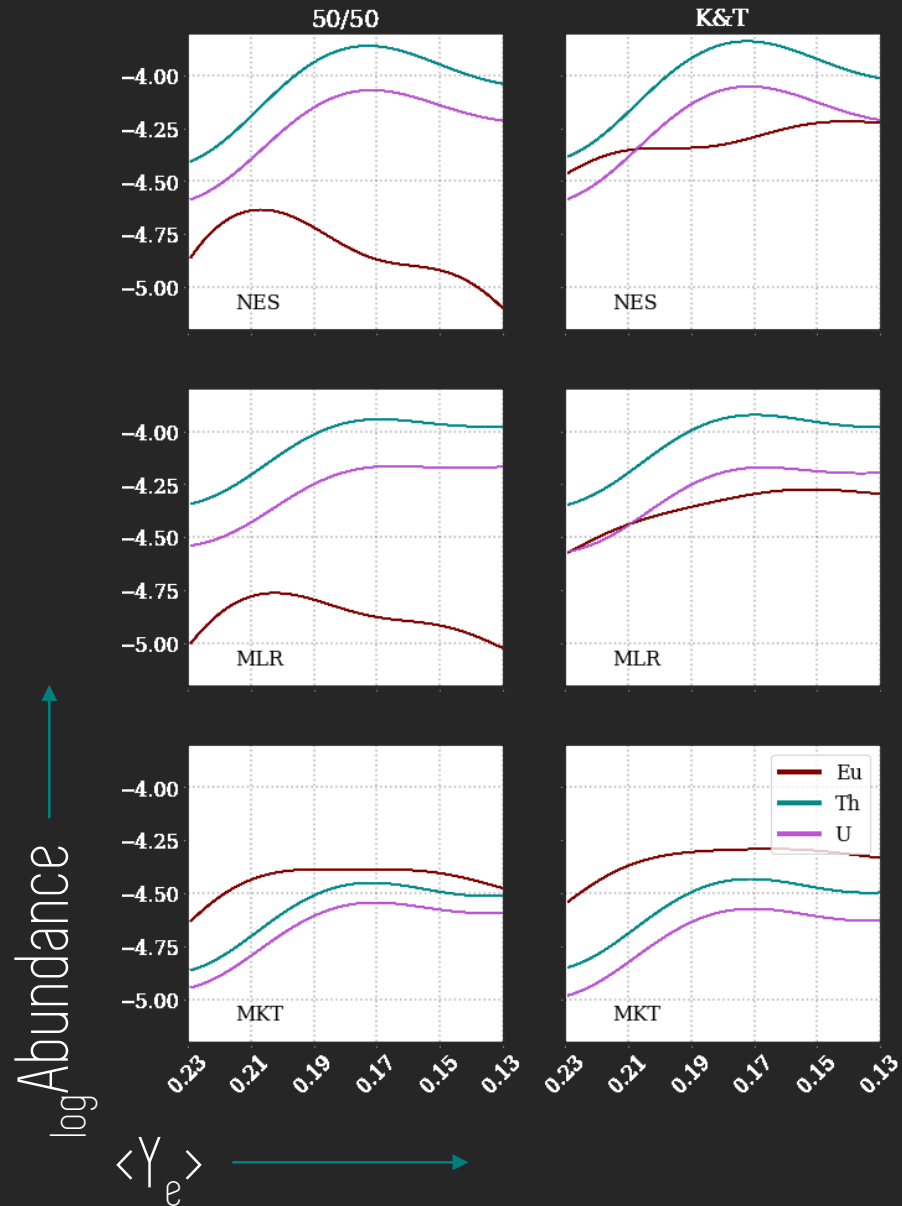 50/50 K&T
−4.00
−4.25
−4.50
−4.75
−5.00
NES NES
−4.00
−4.25
−4.50
−4.75
−5.00
MLR MLR
−4.00
−4.25
−4.50
−4.75
−5.00
Eu
Th
U
MKT MKT
0.23 0.21 0.19 0.17 0.15 0.13 0.23 0.21 0.19 0.17 0.15 0.13
log Abundance
<Ye>